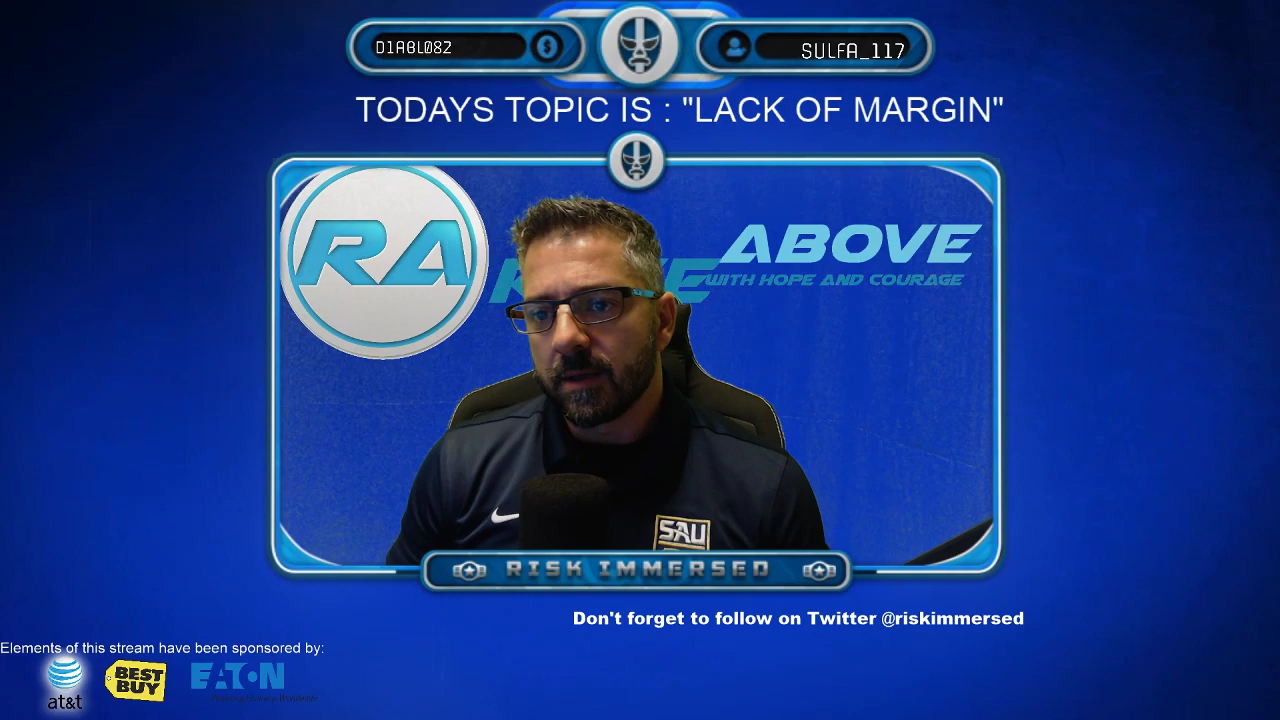 D1ABL082
SULFA_117
TODAYS TOPIC IS : "LACK OF MARGIN"
RA
ABOVE
WITH HOPE AND COURAGE
SAU
RISK IMMERSED
Don't forget to follow on Twitter @riskimmersed
Elements of this stream have been sponsored by:
at&t
BEST
BUY
EATON